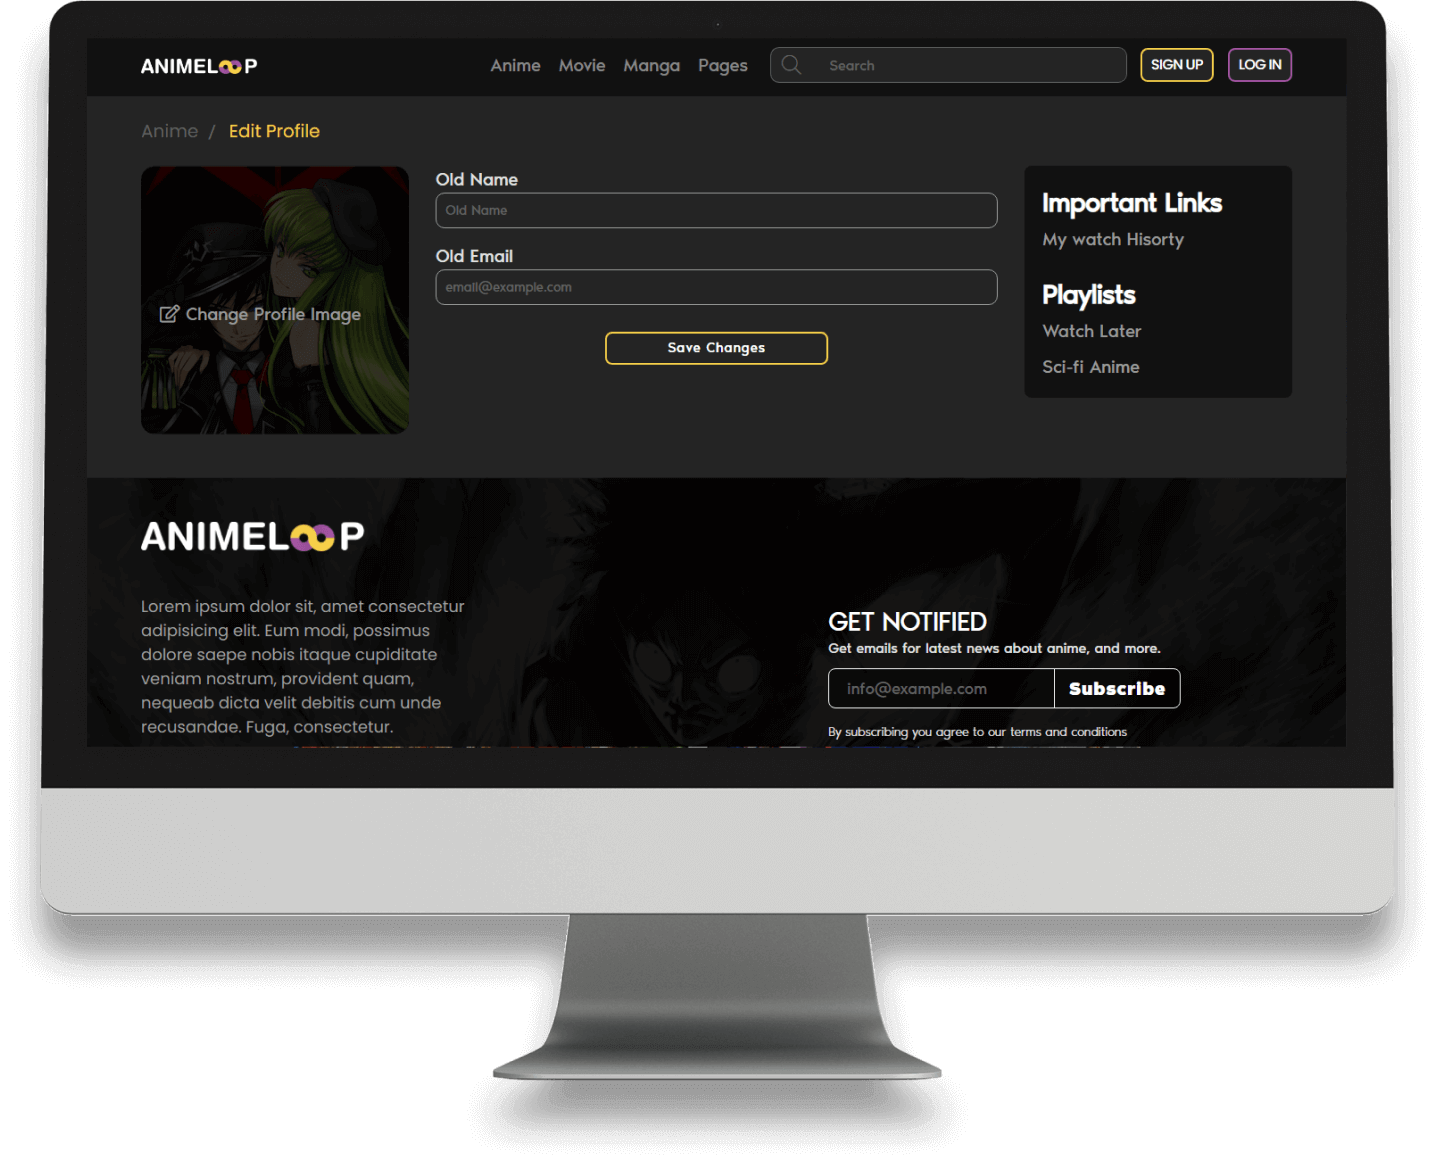 ANIMELOOP
Anime Movie Manga Pages Search SIGN UP LOG IN
Anime / Edit Profile
Change Profile Image
Old Name
Old Name
Old Email
email@example.com
Save Changes
Important Links
My watch Hisorty
Playlists
Watch Later
Sci-fi Anime
ANIMELOOP
Lorem ipsum dolor sit, amet consectetur
adipisicing elit. Eum modi, possimus
dolore saepe nobis itaque cupiditate
veniam nostrum, provident quam,
nequeab dicta velit debitis cum unde
recusandae. Fuga, consectetur.
GET NOTIFIED
Get emails for latest news about anime, and more.
info@example.com Subscribe
By subscribing you agree to our terms and conditions